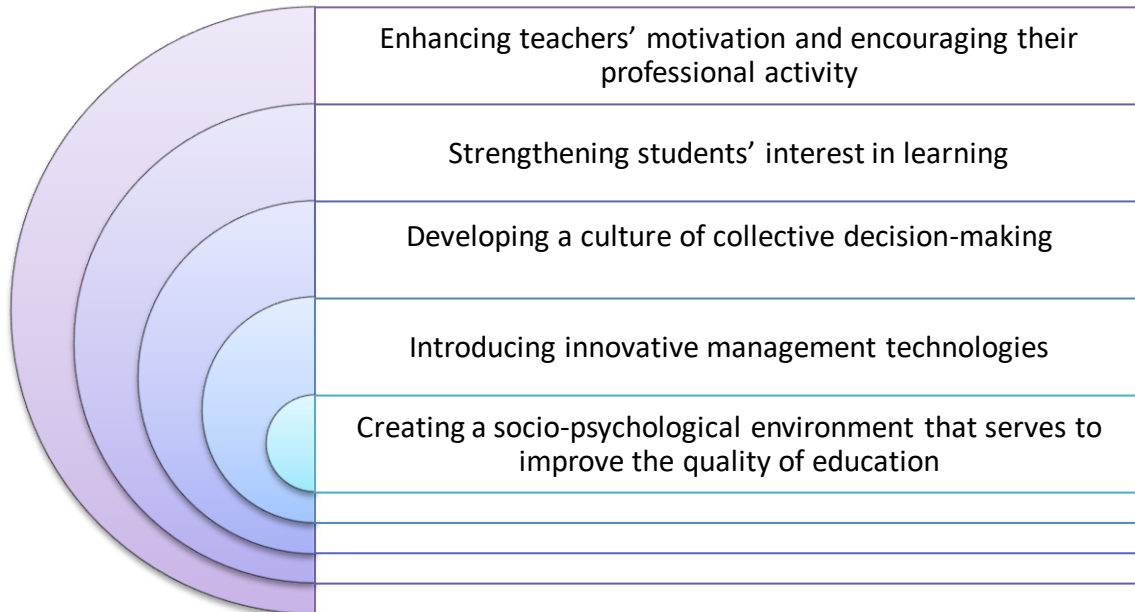 Enhancing teachers’ motivation and encouraging their
professional activity
Strengthening students’ interest in learning
Developing a culture of collective decision-making
Introducing innovative management technologies
Creating a socio-psychological environment that serves to
improve the quality of education